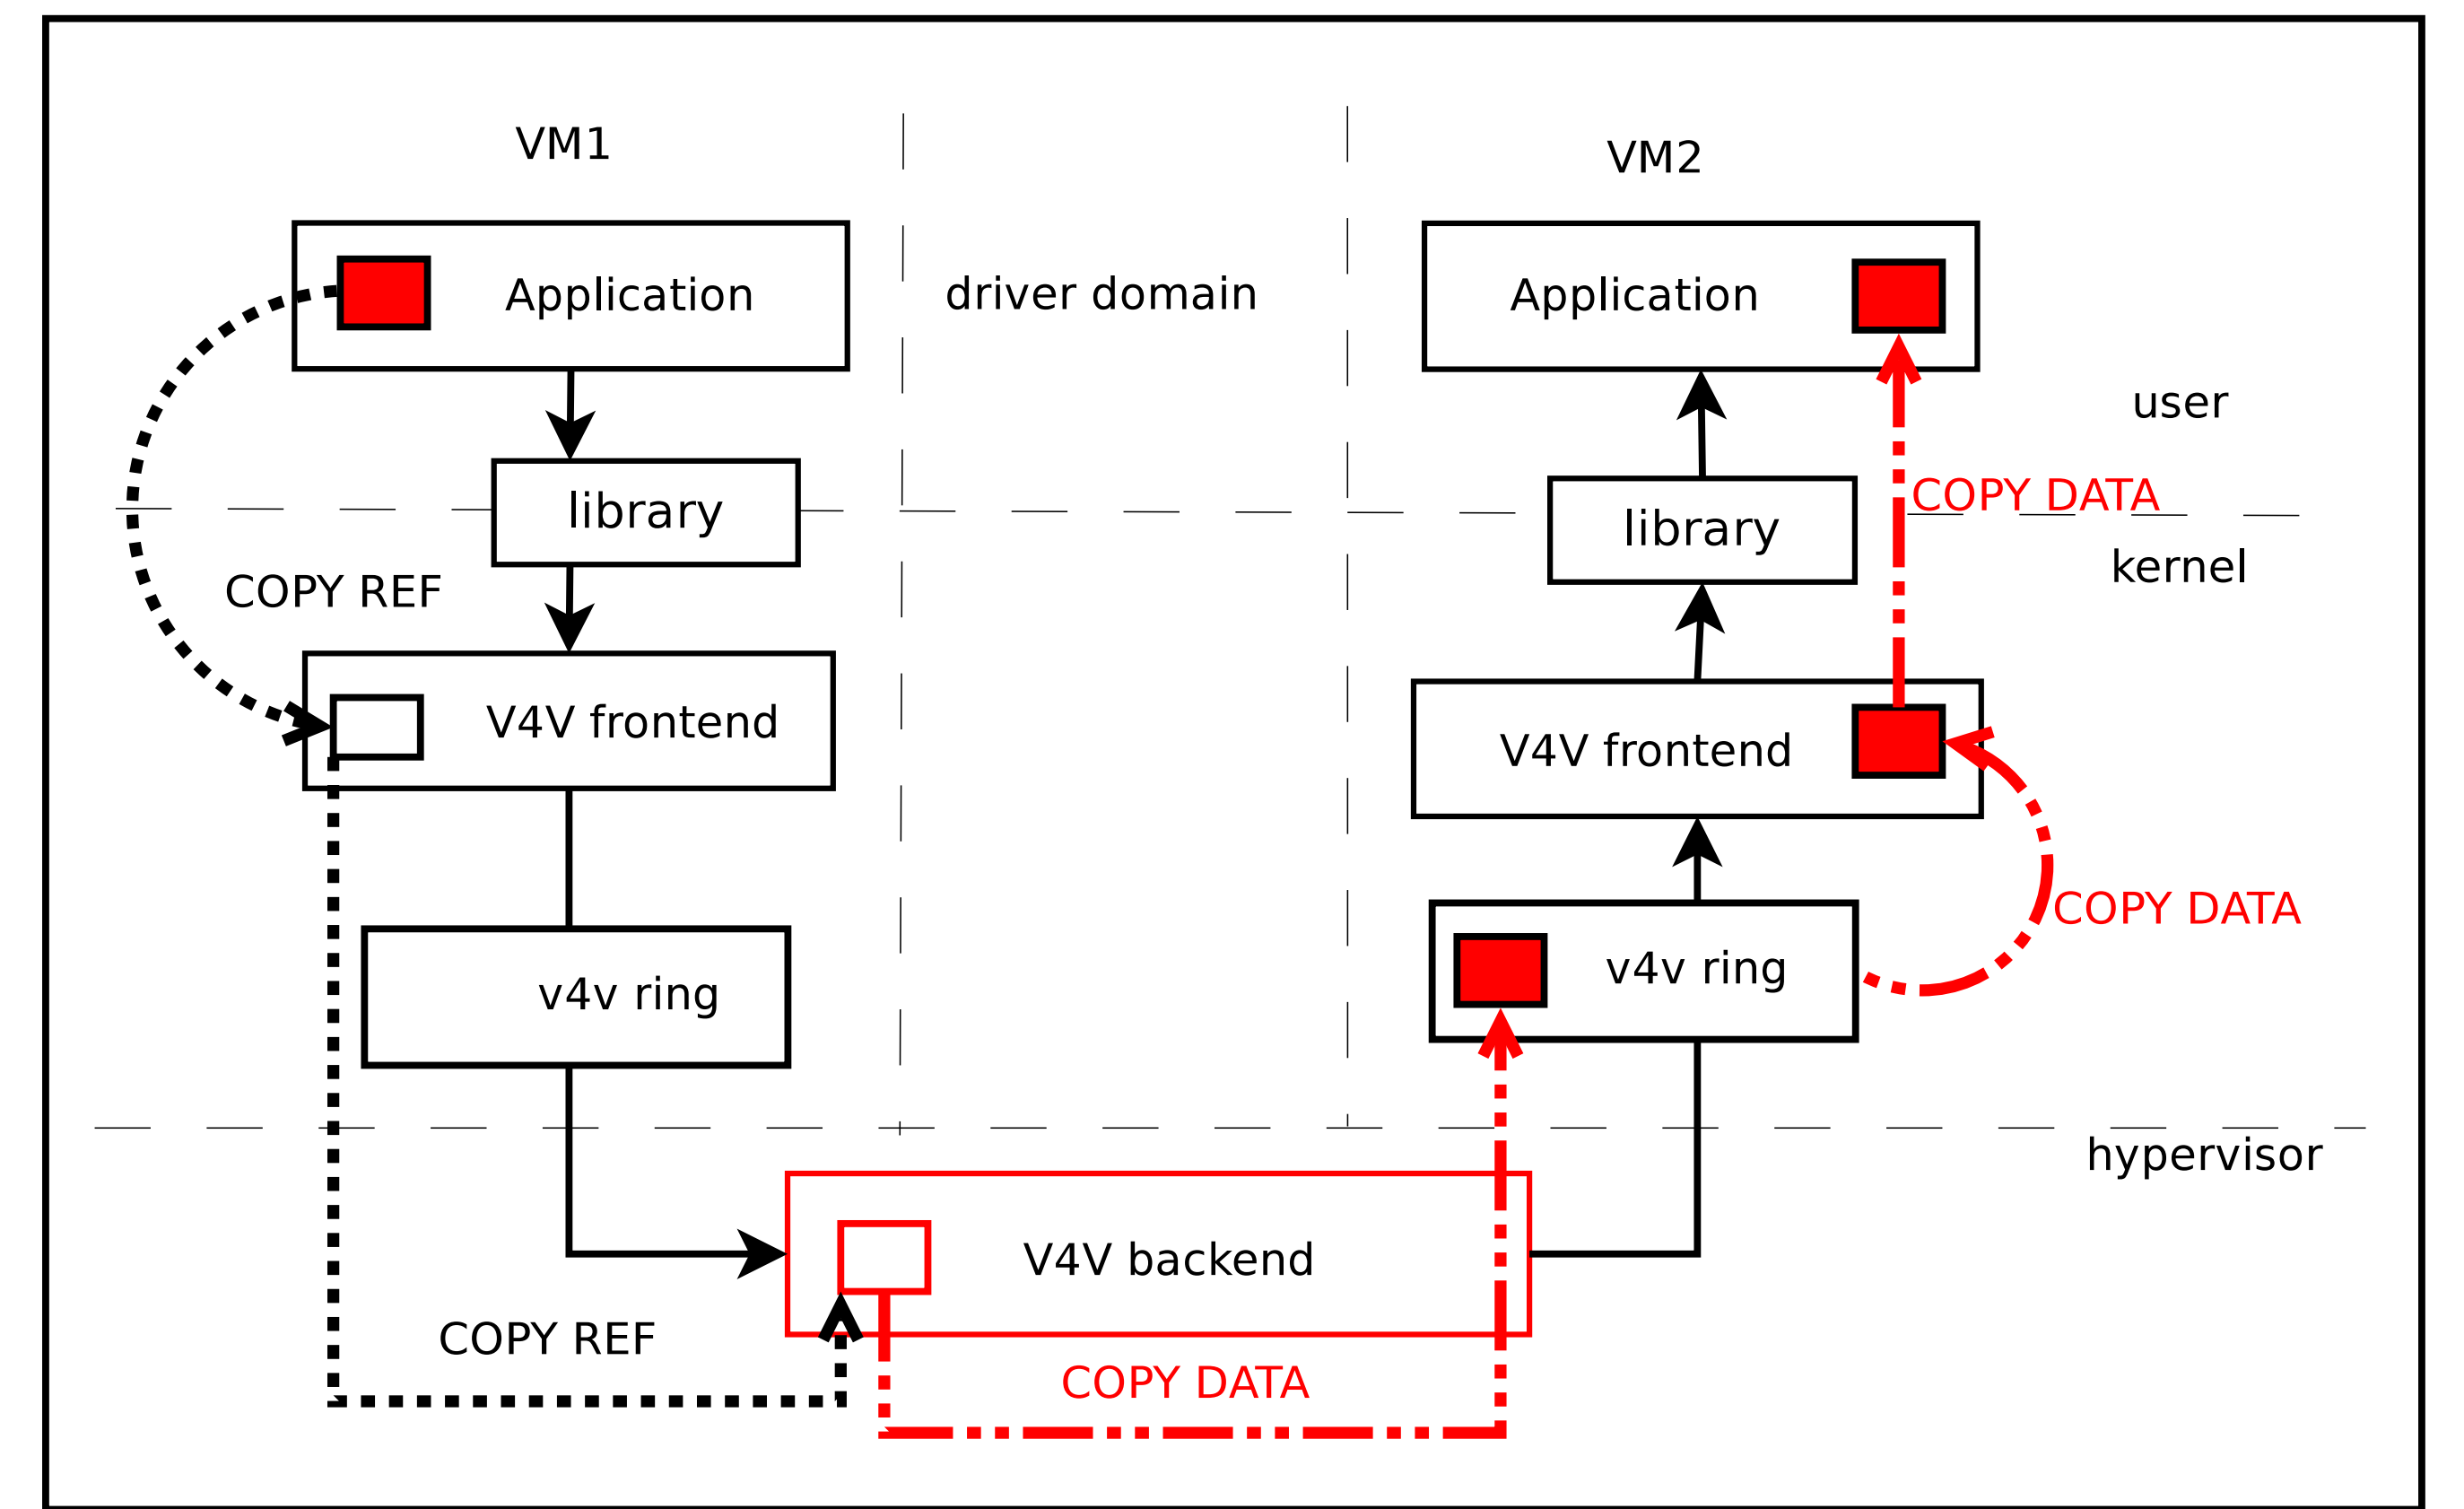 VM1
VM2
Application
driver domain
Application
user
library
COPY DATA
library
kernel
COPY REF
V4V frontend
V4V frontend
COPY DATA
v4v ring
v4v ring
hypervisor
V4V backend
COPY REF
COPY DATA